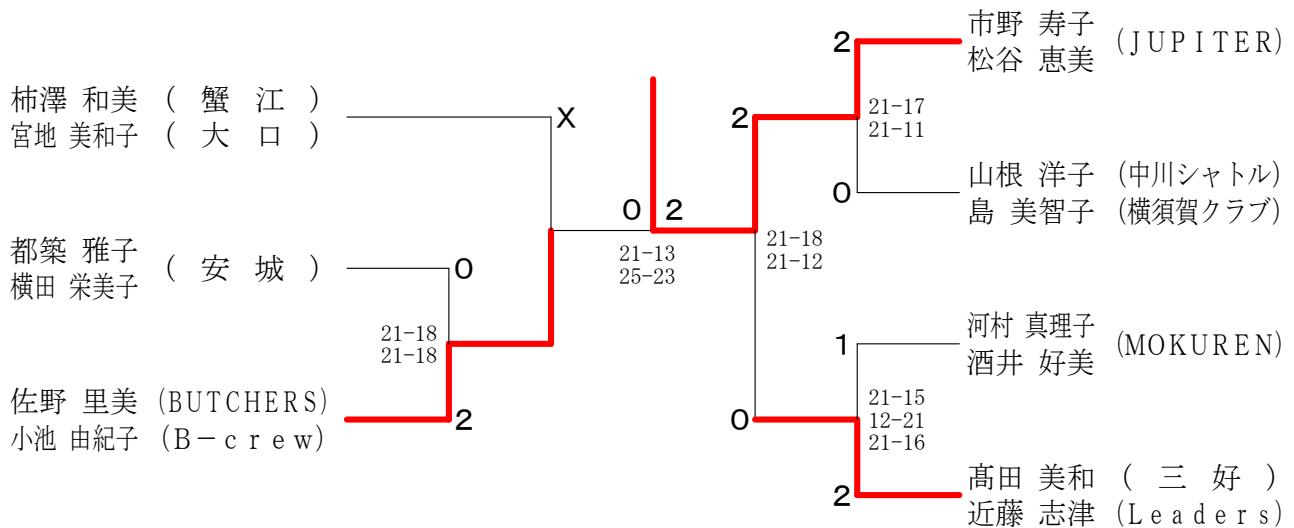 柿澤 和美 ( 蟹 江 )
宮地 美和子 ( 大 口 )
X
都築 雅子
横田 栄美子
( 安 城 )
0
21-18
21-18
佐野 里美 (BUTCHERS)
小池 由紀子 (B－crew)
2
0 2
21-13
25-23
市野 寿子
松谷 恵美
(JUPITER)
2
21-17
21-11
2
山根 洋子 (中川シャトル)
島 美智子 (横須賀クラブ)
0
21-18
21-12
河村 真理子
酒井 好美
(MOKUREN)
1
21-15
12-21
21-16
0
髙田 美和 ( 三 好 )
近藤 志津 (Leaders)
2